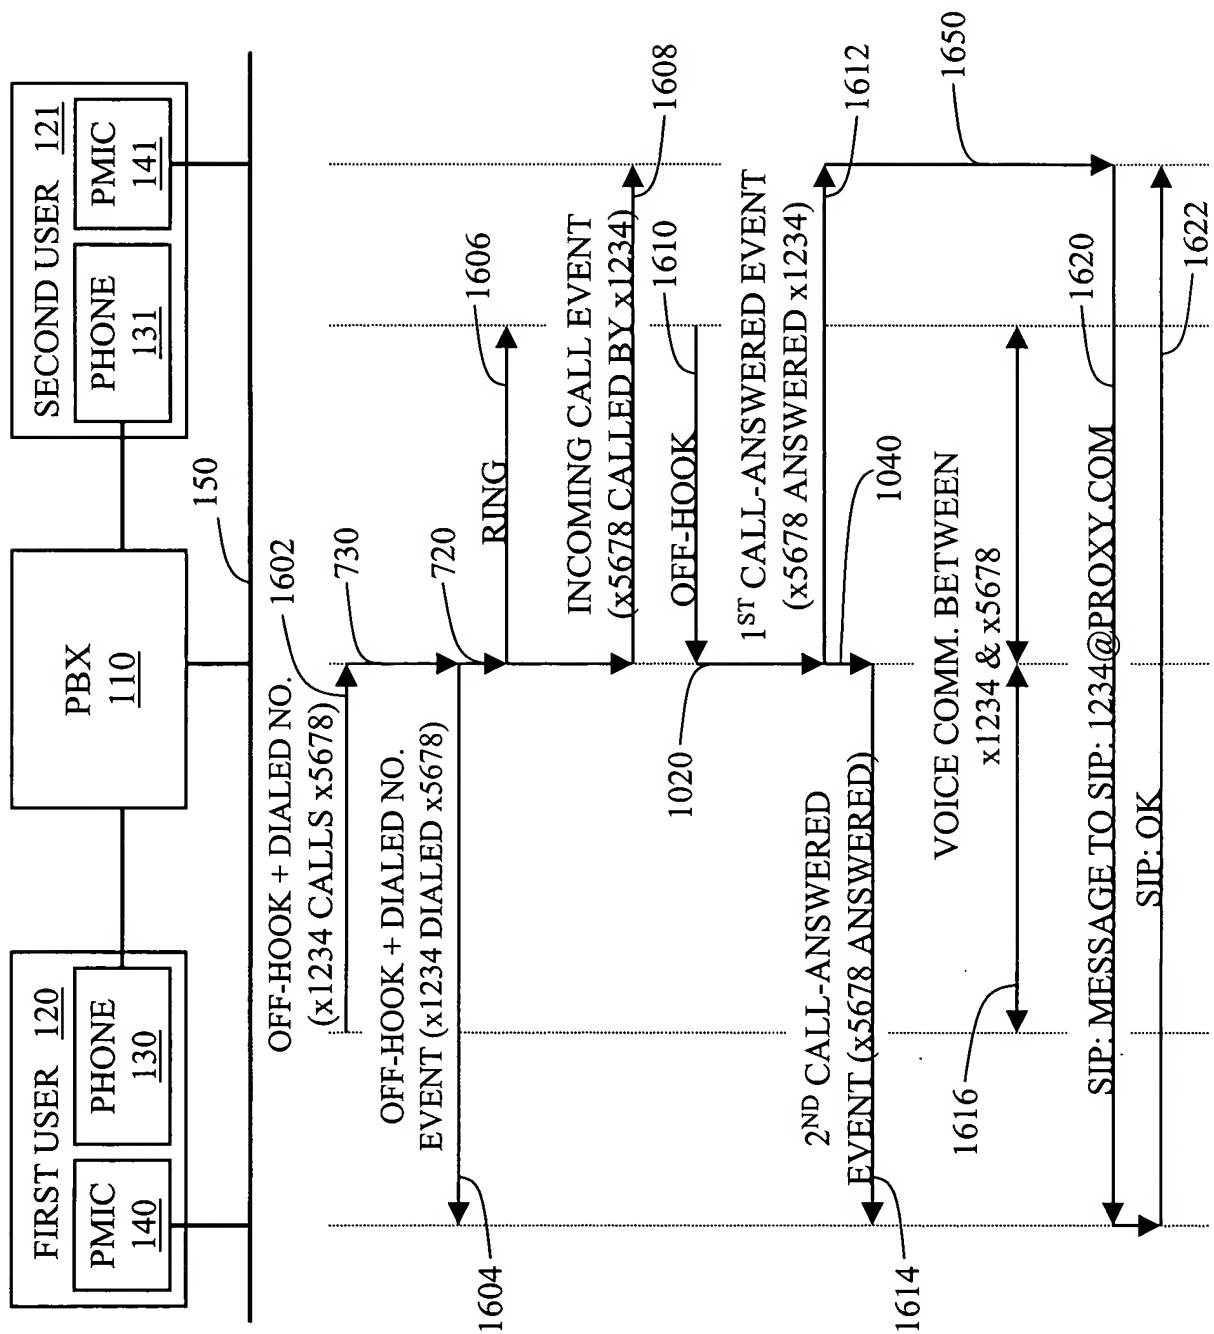 FIRST USER 120
PMIC
140
PHONE
130
PBX
110
SECOND USER 121
PHONE
131
PMIC
141
150
OFF-HOOK + DIALED NO.
(x1234 CALLS x5678)
1602
730
OFF-HOOK + DIALED NO.
EVENT (x1234 DIALED x5678)
1604
720
RING
1606
INCOMING CALL EVENT
(x5678 CALLED BY x1234)
1608
OFF-HOOK
1610
1020
1ST CALL-ANSWERED EVENT
(x5678 ANSWERED x1234)
1612
1040
2ND CALL-ANSWERED
EVENT (x5678 ANSWERED)
1614
1650
VOICE COMM. BETWEEN
x1234 & x5678
1616
SIP: MESSAGE TO SIP: 1234@PROXY.COM
1620
SIP: OK
1622